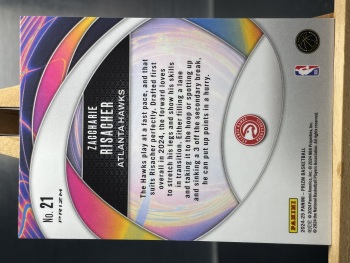 No. 21
PRIZM
ZACCHARIE
RISACHER
ATLANTA HAWKS
The Hawks play at a fast pace, and that
suits Risacher perfectly. Drafted first
overall in 2024, the forward loves
to stretch his legs and show his skills
in transition. Either filling a lane
and taking it to the hoop or spotting up
and sinking a 3 off the secondary break,
he can put up points in a hurry.
NBA
PANINI
2024-25 PANINI – PRIZM BASKETBALL